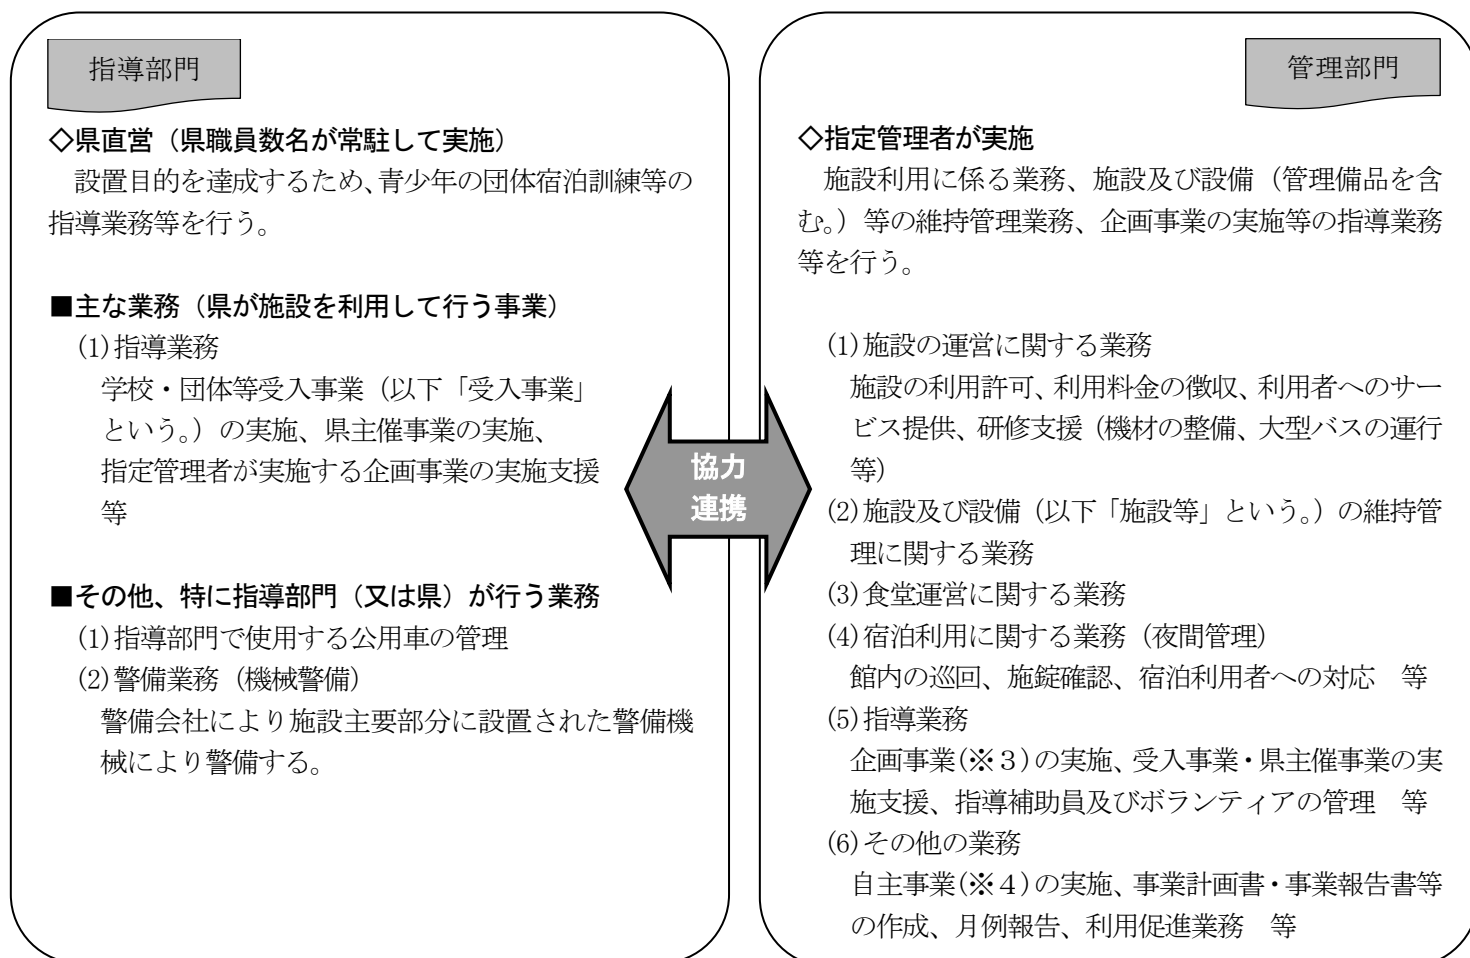 指導部門
◇県直営（県職員数名が常駐して実施）
設置目的を達成するため、青少年の団体宿泊訓練等の
指導業務等を行う。
■主な業務（県が施設を利用して行う事業）
(1)指導業務
学校・団体等受入事業（以下「受入事業」
という。）の実施、県主催事業の実施、
指定管理者が実施する企画事業の実施支援
等
■その他、特に指導部門（又は県）が行う業務
(1)指導部門で使用する公用車の管理
(2)警備業務（機械警備）
警備会社により施設主要部分に設置された警備機
械により警備する。
協力
連携
管理部門
◇指定管理者が実施
施設利用に係る業務、施設及び設備（管理備品を含
む。）等の維持管理業務、企画事業の実施等の指導業務
等を行う。
(1)施設の運営に関する業務
施設の利用許可、利用料金の徴収、利用者へのサー
ビス提供、研修支援（機材の整備、大型バスの運行
等）
(2)施設及び設備（以下「施設等」という。）の維持管
理に関する業務
(3)食堂運営に関する業務
(4)宿泊利用に関する業務（夜間管理）
館内の巡回、施錠確認、宿泊利用者への対応　等
(5)指導業務
企画事業(※３)の実施、受入事業・県主催事業の実
施支援、指導補助員及びボランティアの管理　等
(6)その他の業務
自主事業(※４)の実施、事業計画書・事業報告書等
の作成、月例報告、利用促進業務　等